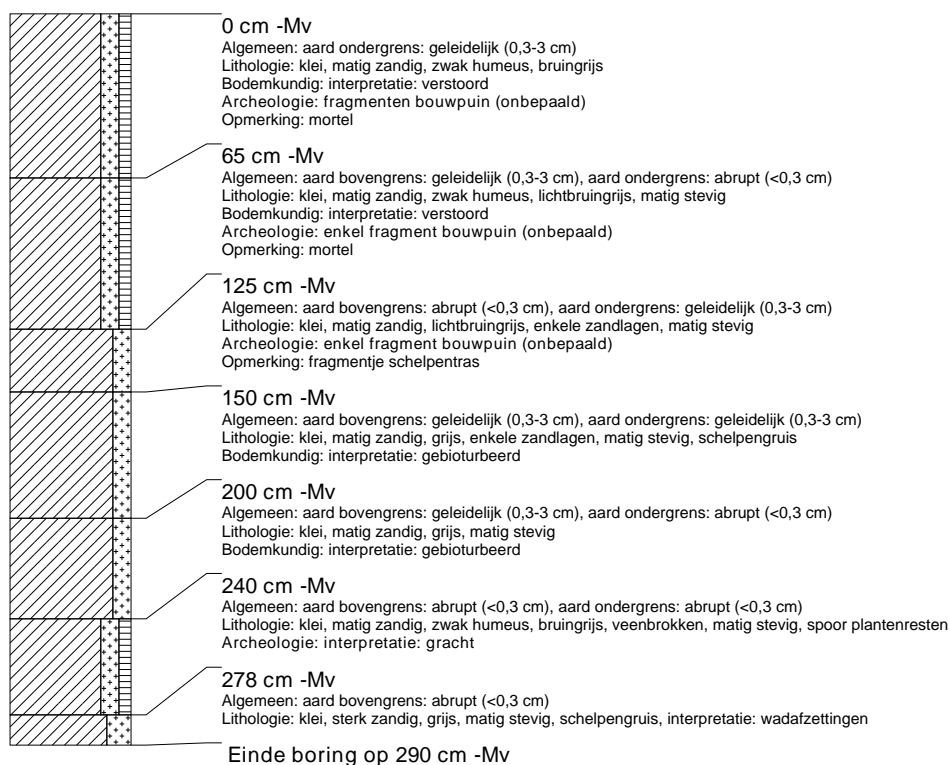 0 cm -Mv
Algemeen: aard ondergrens: geleidelijk (0,3-3 cm)
Lithologie: klei, matig zandig, zwak humeus, bruingrijs
Bodemkundig: interpretatie: verstoord
Archeologie: fragmenten bouwpuin (onbepaald)
Opmerking: mortel
65 cm -Mv
Algemeen: aard bovengrens: geleidelijk (0,3-3 cm), aard ondergrens: abrupt (<0,3 cm)
Lithologie: klei, matig zandig, zwak humeus, lichtbruingrijs, matig stevig
Bodemkundig: interpretatie: verstoord
Archeologie: enkel fragment bouwpuin (onbepaald)
Opmerking: mortel
125 cm -Mv
Algemeen: aard bovengrens: abrupt (<0,3 cm), aard ondergrens: geleidelijk (0,3-3 cm)
Lithologie: klei, matig zandig, lichtbruingrijs, enkele zandlagen, matig stevig
Archeologie: enkel fragment bouwpuin (onbepaald)
Opmerking: fragmentje schelpentras
150 cm -Mv
Algemeen: aard bovengrens: geleidelijk (0,3-3 cm), aard ondergrens: geleidelijk (0,3-3 cm)
Lithologie: klei, matig zandig, grijs, enkele zandlagen, matig stevig, schelpengruis
Bodemkundig: interpretatie: gebioturbeerd
200 cm -Mv
Algemeen: aard bovengrens: geleidelijk (0,3-3 cm), aard ondergrens: abrupt (<0,3 cm)
Lithologie: klei, matig zandig, grijs, matig stevig
Bodemkundig: interpretatie: gebioturbeerd
240 cm -Mv
Algemeen: aard bovengrens: abrupt (<0,3 cm), aard ondergrens: abrupt (<0,3 cm)
Lithologie: klei, matig zandig, zwak humeus, bruingrijs, veenbrokken, matig stevig, spoor plantenresten
Archeologie: interpretatie: gracht
278 cm -Mv
Algemeen: aard bovengrens: abrupt (<0,3 cm)
Lithologie: klei, sterk zandig, grijs, matig stevig, schelpengruis, interpretatie: wadafzettingen
Einde boring op 290 cm -Mv